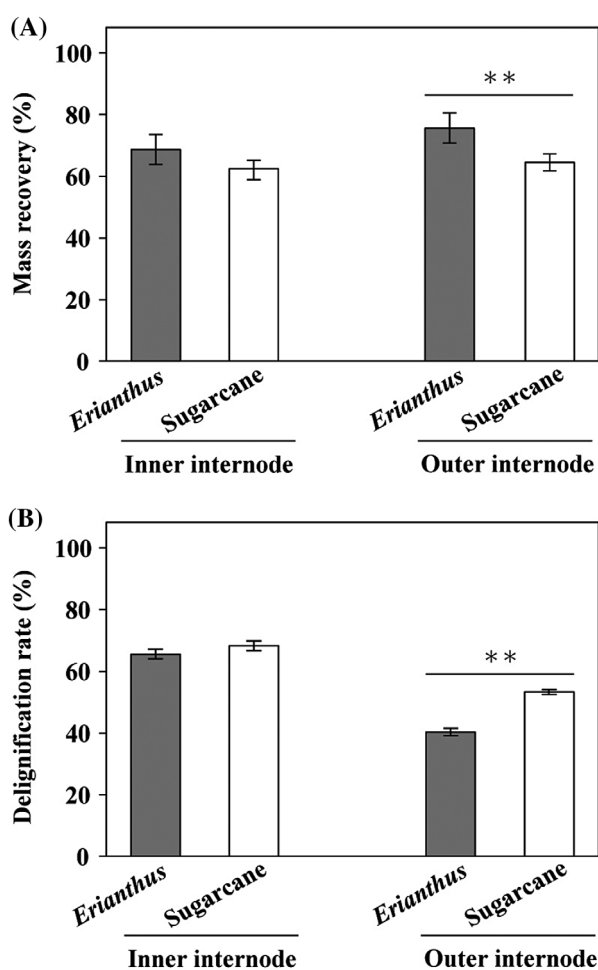 (A)
Mass recovery (%)
100
80
60
40
20
0
**
Erianthus
Sugarcane
Erianthus
Sugarcane
Inner internode
Outer internode
(B)
Delignification rate (%)
100
80
60
40
20
0
**
Erianthus
Sugarcane
Erianthus
Sugarcane
Inner internode
Outer internode